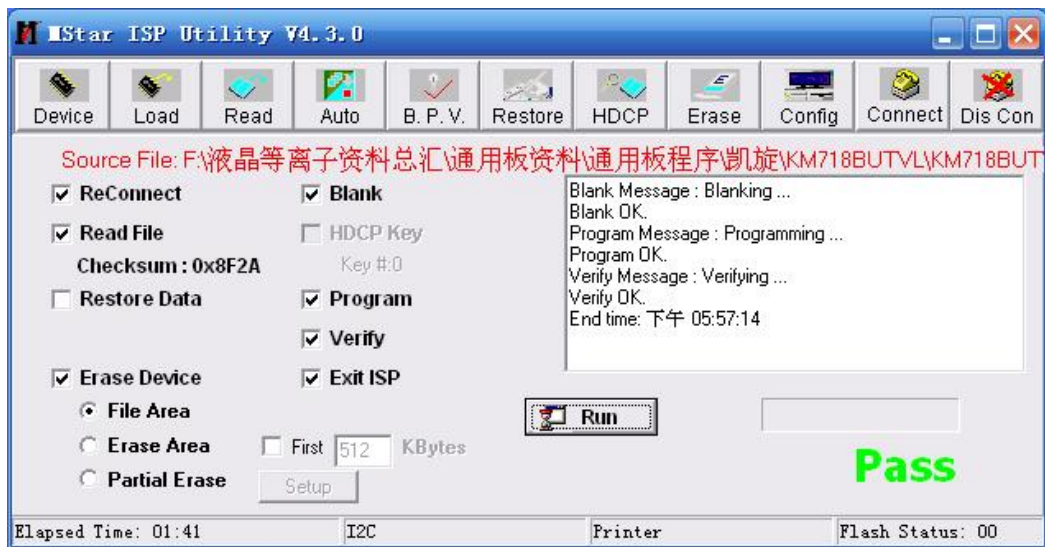 MStar ISP Utility V4.3.0
Device Load Read Auto B.P.V. Restore HDCP Erase Config Connect Dis Con
Source File: F:\液晶等离子资料总汇\通用板资料\通用板程序\凯旋\KM718BUTVL\KM718BUT
ReConnect Blank
Read File HDCP Key
Checksum : 0x8F2A Key #:0
Restore Data Program
Verify
Erase Device Exit ISP
File Area
Erase Area First 512 KBytes
Partial Erase Setup
Blank Message : Blanking ...
Blank OK.
Program Message : Programming ...
Program OK.
Verify Message : Verifying ...
Verify OK.
End time: 下午 05:57:14
Run
Pass
Elapsed Time: 01:41 I2C Printer Flash Status: 00